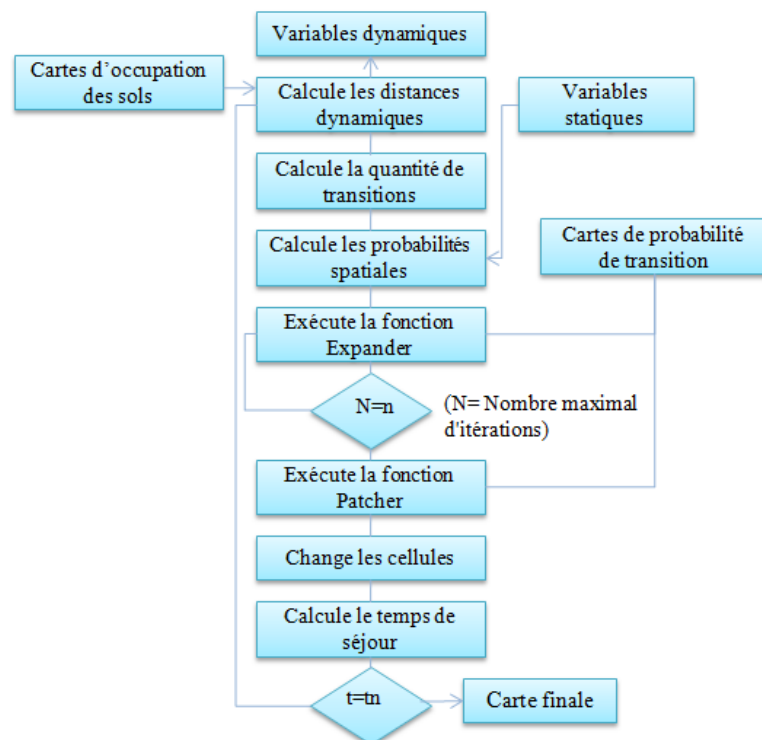 Variables dynamiques
Cartes d'occupation
des sols
Calcule les distances
dynamiques
Variables
statiques
Calcule la quantité de
transitions
Calcule les probabilités
spatiales
Cartes de probabilité
de transition
Exécute la fonction
Expander
N=n
(N= Nombre maximal
d'itérations)
Exécute la fonction
Patcher
Change les cellules
Calcule le temps de
séjour
t=tn
Carte finale